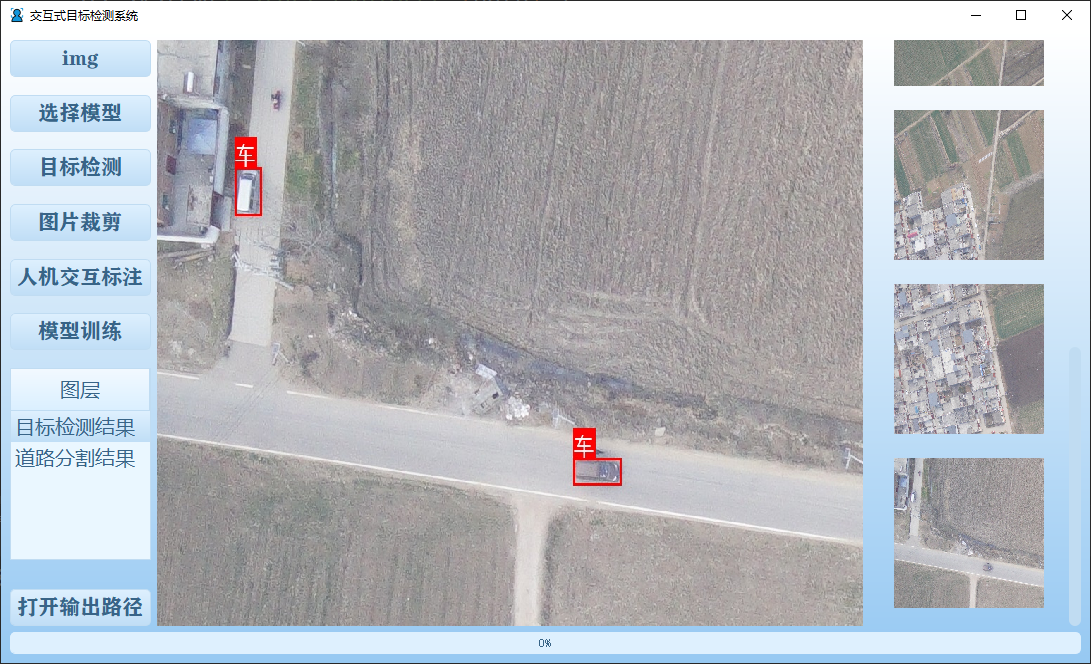 交互式目标检测系统
img
选择模型
目标检测
图片裁剪
人机交互标注
模型训练
图层
目标检测结果
道路分割结果
打开输出路径
车
车
0%